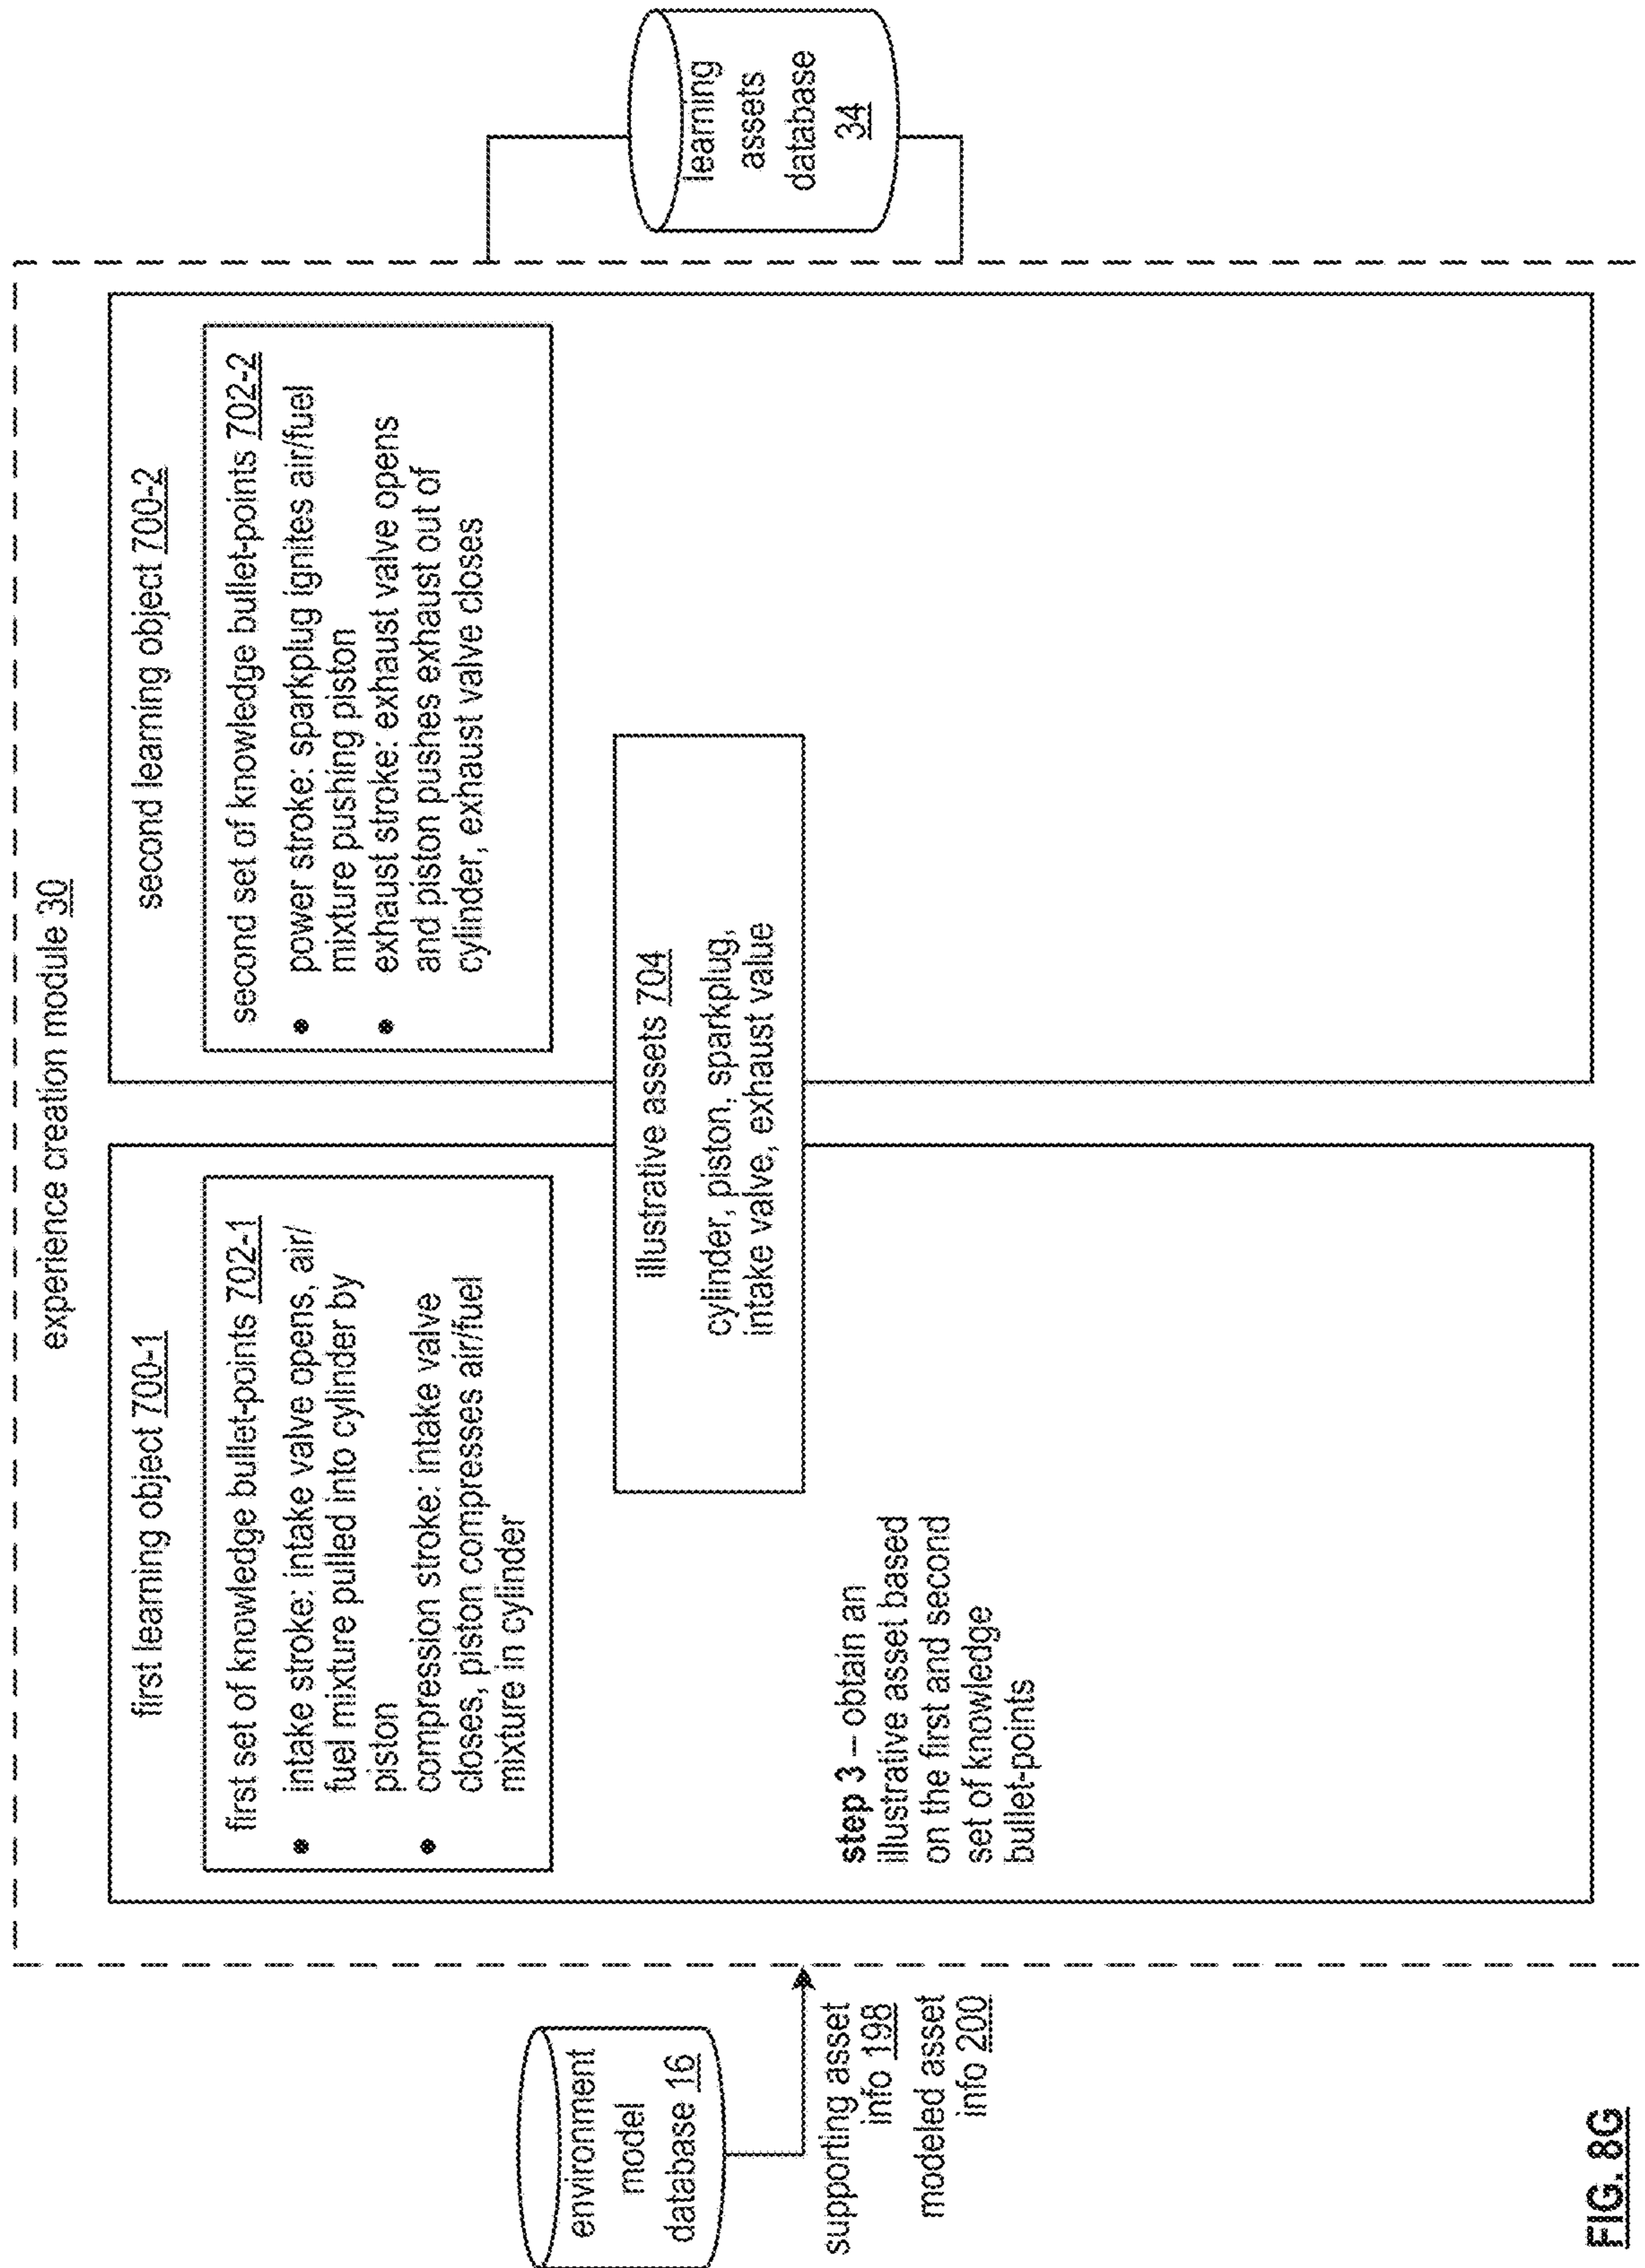 experience creation module 30
first learning object 700-1
first set of knowledge bullet-points 702-1
• intake stroke: intake valve opens, air/
fuel mixture pulled into cylinder by
piston
• compression stroke: intake valve
closes, piston compresses air/fuel
mixture in cylinder
second learning object 700-2
second set of knowledge bullet-points 702-2
• power stroke: sparkplug ignites air/fuel
mixture pushing piston
• exhaust stroke: exhaust valve opens
and piston pushes exhaust out of
cylinder, exhaust valve closes
illustrative assets 704
cylinder, piston, sparkplug,
intake valve, exhaust value
step 3 – obtain an
illustrative asset based
on the first and second
set of knowledge
bullet-points
environment
model
database 16
supporting asset
info 198
modeled asset
info 200
learning
assets
database
34
FIG. 8G